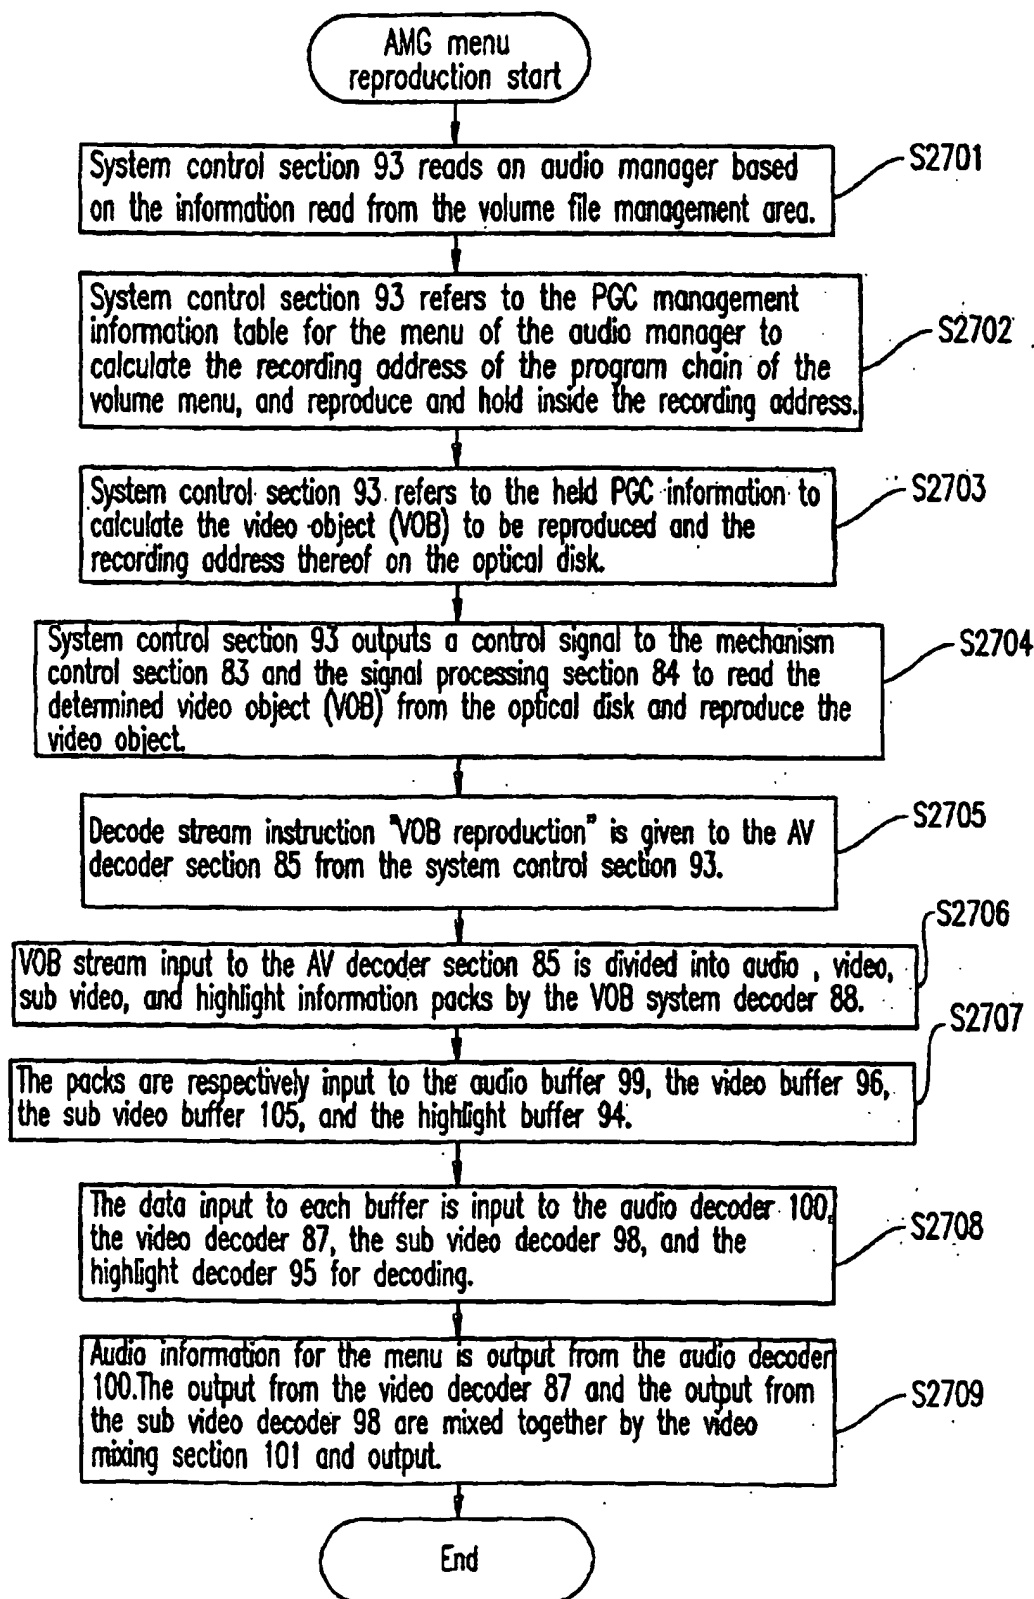 AMG menu
reproduction start
System control section 93 reads an audio manager based
on the information read from the volume file management area.
S2701
System control section 93 refers to the PGC management
information table for the menu of the audio manager to
calculate the recording address of the program chain of the
volume menu, and reproduce and hold inside the recording address.
S2702
System control section 93 refers to the held PGC information to
calculate the video object (VOB) to be reproduced and the
recording address thereof on the optical disk.
S2703
System control section 93 outputs a control signal to the mechanism
control section 83 and the signal processing section 84 to read the
determined video object (VOB) from the optical disk and reproduce the
video object.
S2704
Decode stream instruction "VOB reproduction" is given to the AV
decoder section 85 from the system control section 93.
S2705
VOB stream input to the AV decoder section 85 is divided into audio , video,
sub video, and highlight information packs by the VOB system decoder 88.
S2706
The packs are respectively input to the audio buffer 99, the video buffer 96,
the sub video buffer 105, and the highlight buffer 94.
S2707
The data input to each buffer is input to the audio decoder 100,
the video decoder 87, the sub video decoder 98, and the
highlight decoder 95 for decoding.
S2708
Audio information for the menu is output from the audio decoder
100.The output from the video decoder 87 and the output from
the sub video decoder 98 are mixed together by the video
mixing section 101 and output.
S2709
End